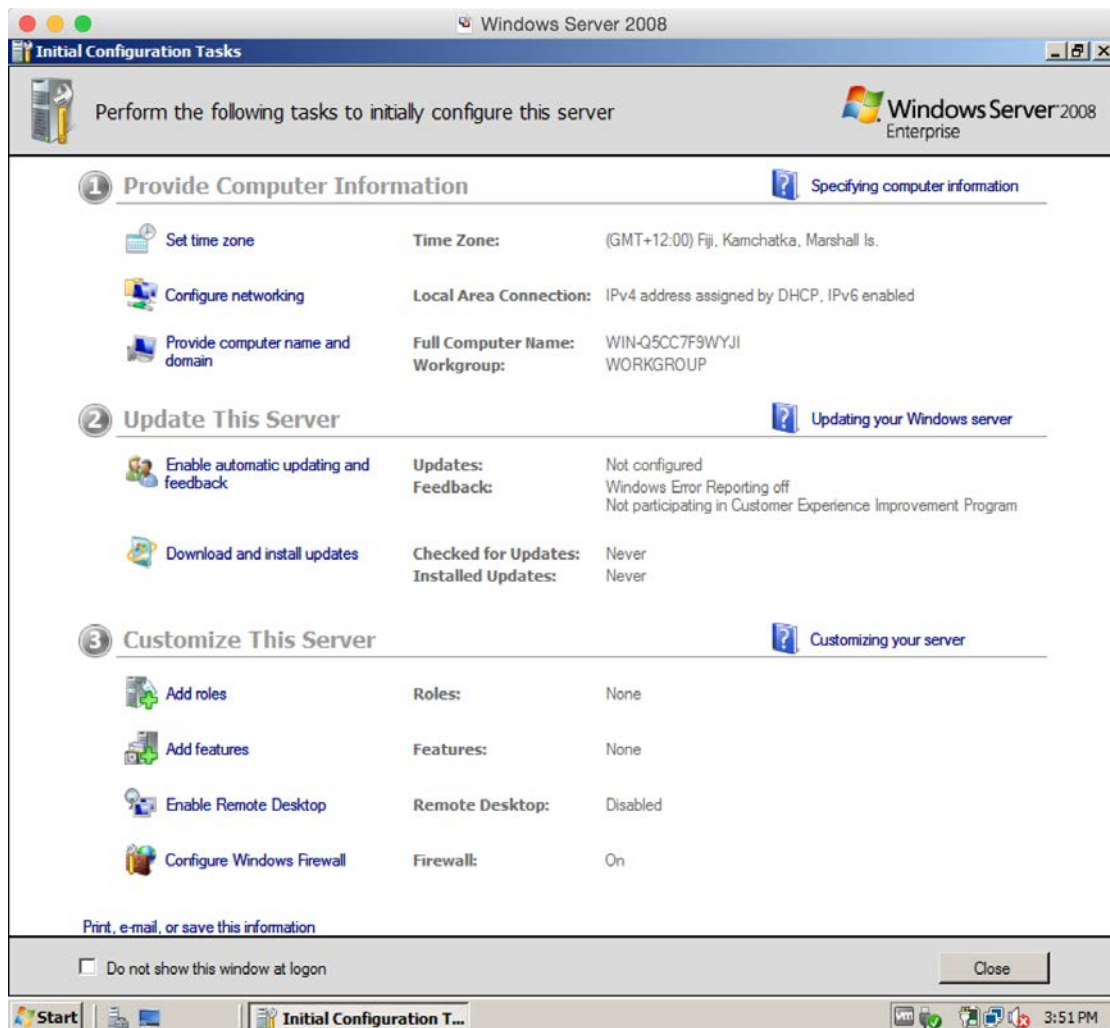 Windows Server 2008
Initial Configuration Tasks
Perform the following tasks to initially configure this server
Windows Server 2008
Enterprise
1 Provide Computer Information
Specifying computer information
Set time zone
Time Zone:
(GMT+12:00) Fiji, Kamchatka, Marshall Is.
Configure networking
Local Area Connection:
IPv4 address assigned by DHCP, IPv6 enabled
Provide computer name and
domain
Full Computer Name:
WIN-Q5CC7F9WYJI
Workgroup:
WORKGROUP
2 Update This Server
Updating your Windows server
Enable automatic updating and
feedback
Updates:
Not configured
Feedback:
Windows Error Reporting off
Not participating in Customer Experience Improvement Program
Download and install updates
Checked for Updates:
Never
Installed Updates:
Never
3 Customize This Server
Customizing your server
Add roles
Roles:
None
Add features
Features:
None
Enable Remote Desktop
Remote Desktop:
Disabled
Configure Windows Firewall
Firewall:
On
Print, e-mail, or save this information
Do not show this window at logon
Close
Start
Initial Configuration T...
vm
3:51 PM